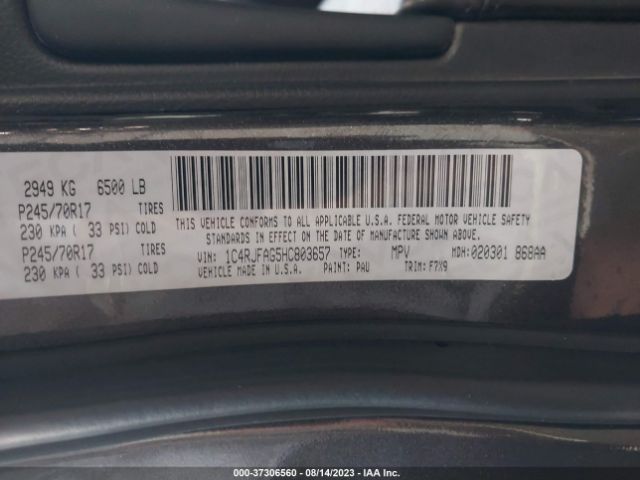 2949 KG 6500 LB
P245/70R17 TIRES
230 KPA ( 33 PSI) COLD
P245/70R17 TIRES
230 KPA ( 33 PSI) COLD
THIS VEHICLE CONFORMS TO ALL APPLICABLE U.S.A. FEDERAL MOTOR VEHICLE SAFETY
STANDARDS IN EFFECT ON THE DATE OF MANUFACTURE SHOWN ABOVE.
VIN: 1C4RJFAG5HC803657 TYPE: MPV MDH: 020301 868AA
VEHICLE MADE IN U.S.A. PAINT: PAU TRIM: F7X9
000-37306560 - 08/14/2023 - IAA Inc.